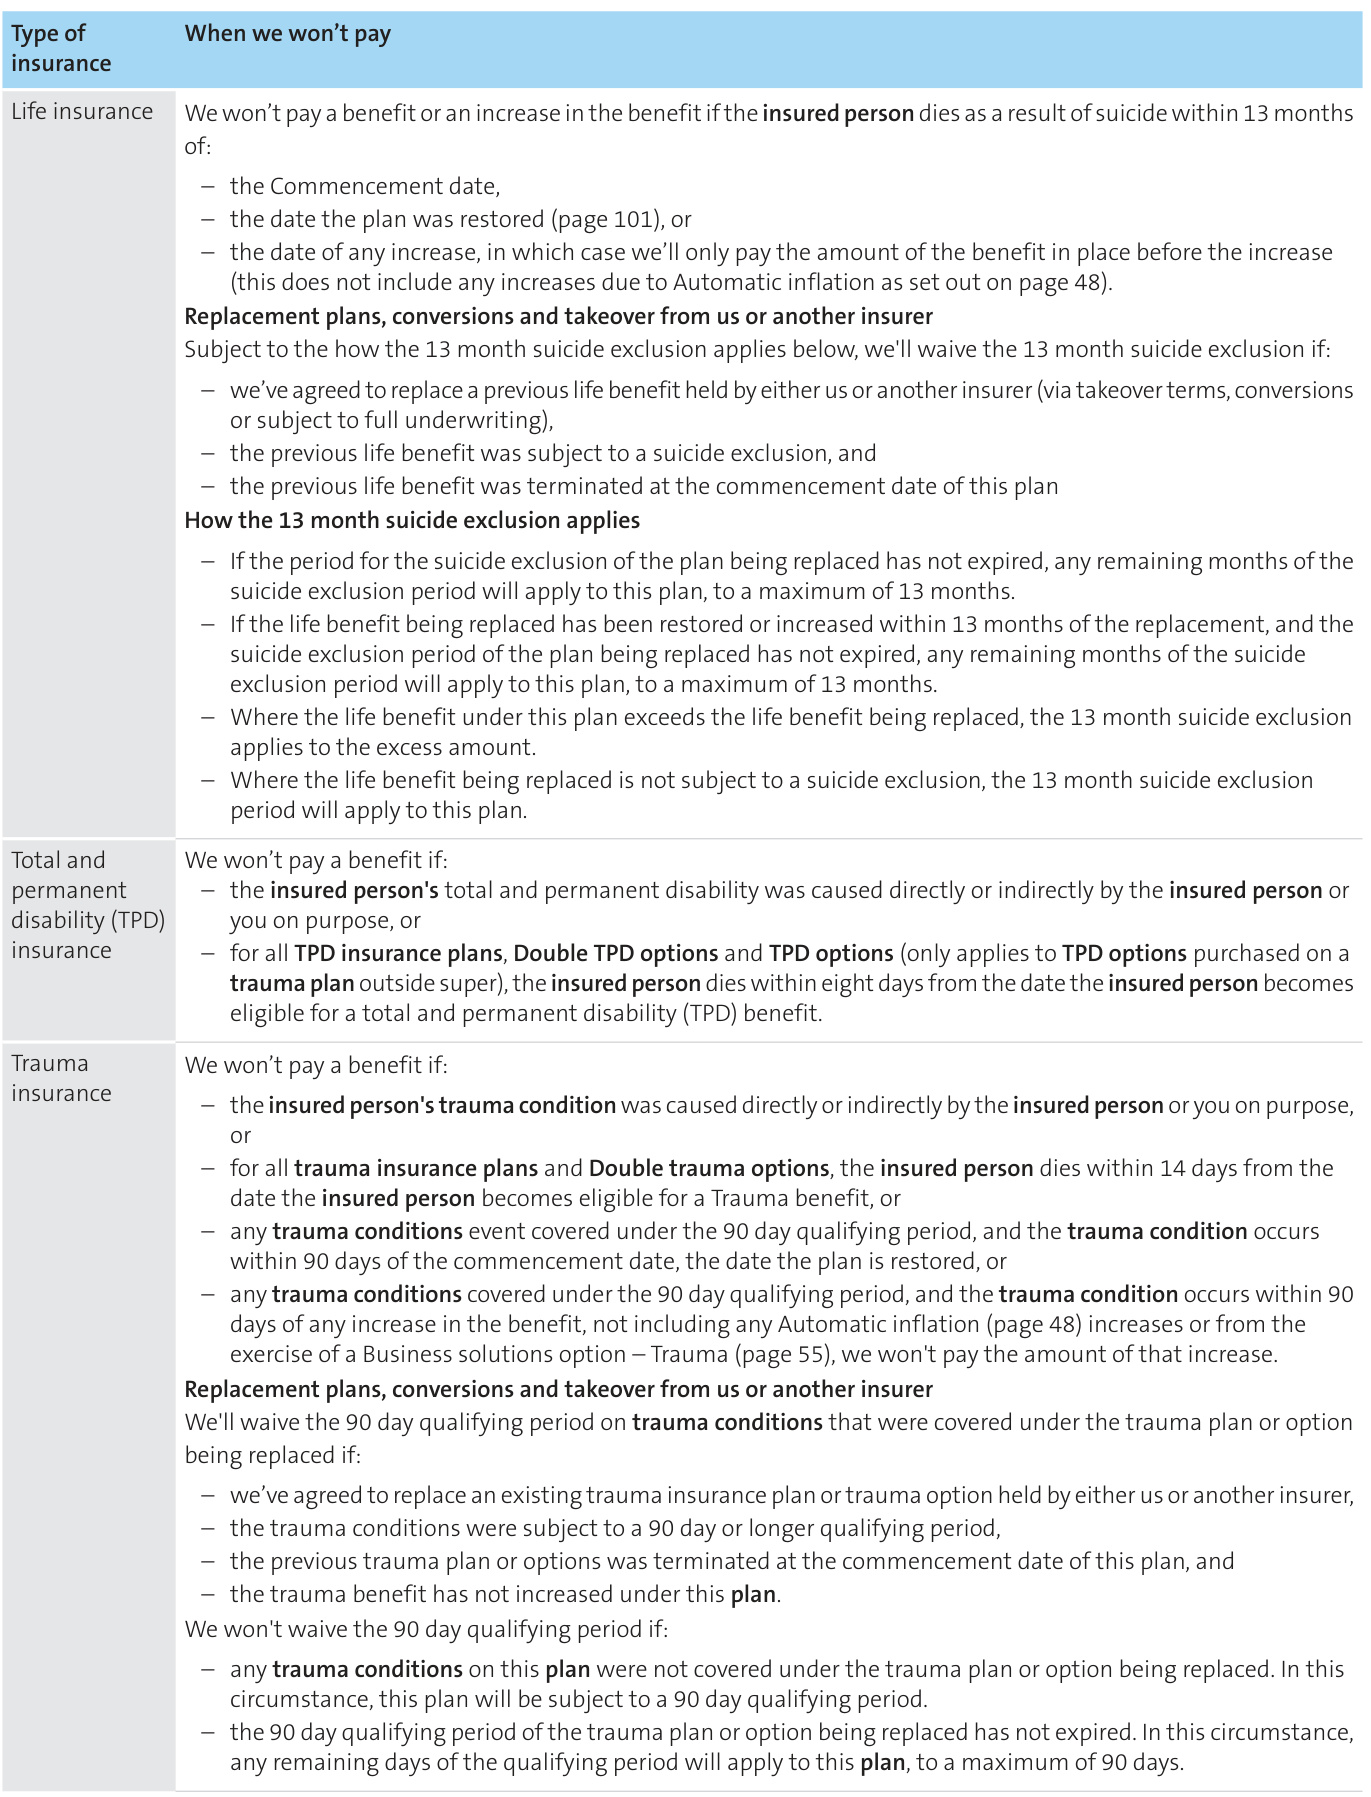 Type of
insurance
When we won’t pay
Life insurance
We won’t pay a benefit or an increase in the benefit if the insured person dies as a result of suicide within 13 months
of:
– the Commencement date,
– the date the plan was restored (page 101), or
– the date of any increase, in which case we’ll only pay the amount of the benefit in place before the increase
(this does not include any increases due to Automatic inflation as set out on page 48).
Replacement plans, conversions and takeover from us or another insurer
Subject to the how the 13 month suicide exclusion applies below, we'll waive the 13 month suicide exclusion if:
– we’ve agreed to replace a previous life benefit held by either us or another insurer (via takeover terms, conversions
or subject to full underwriting),
– the previous life benefit was subject to a suicide exclusion, and
– the previous life benefit was terminated at the commencement date of this plan
How the 13 month suicide exclusion applies
– If the period for the suicide exclusion of the plan being replaced has not expired, any remaining months of the
suicide exclusion period will apply to this plan, to a maximum of 13 months.
– If the life benefit being replaced has been restored or increased within 13 months of the replacement, and the
suicide exclusion period of the plan being replaced has not expired, any remaining months of the suicide
exclusion period will apply to this plan, to a maximum of 13 months.
– Where the life benefit under this plan exceeds the life benefit being replaced, the 13 month suicide exclusion
applies to the excess amount.
– Where the life benefit being replaced is not subject to a suicide exclusion, the 13 month suicide exclusion
period will apply to this plan.
Total and
permanent
disability (TPD)
insurance
We won’t pay a benefit if:
– the insured person's total and permanent disability was caused directly or indirectly by the insured person or
you on purpose, or
– for all TPD insurance plans, Double TPD options and TPD options (only applies to TPD options purchased on a
trauma plan outside super), the insured person dies within eight days from the date the insured person becomes
eligible for a total and permanent disability (TPD) benefit.
Trauma
insurance
We won’t pay a benefit if:
– the insured person's trauma condition was caused directly or indirectly by the insured person or you on purpose,
or
– for all trauma insurance plans and Double trauma options, the insured person dies within 14 days from the
date the insured person becomes eligible for a Trauma benefit, or
– any trauma conditions event covered under the 90 day qualifying period, and the trauma condition occurs
within 90 days of the commencement date, the date the plan is restored, or
– any trauma conditions covered under the 90 day qualifying period, and the trauma condition occurs within 90
days of any increase in the benefit, not including any Automatic inflation (page 48) increases or from the
exercise of a Business solutions option – Trauma (page 55), we won't pay the amount of that increase.
Replacement plans, conversions and takeover from us or another insurer
We'll waive the 90 day qualifying period on trauma conditions that were covered under the trauma plan or option
being replaced if:
– we’ve agreed to replace an existing trauma insurance plan or trauma option held by either us or another insurer,
– the trauma conditions were subject to a 90 day or longer qualifying period,
– the previous trauma plan or options was terminated at the commencement date of this plan, and
– the trauma benefit has not increased under this plan.
We won't waive the 90 day qualifying period if:
– any trauma conditions on this plan were not covered under the trauma plan or option being replaced. In this
circumstance, this plan will be subject to a 90 day qualifying period.
– the 90 day qualifying period of the trauma plan or option being replaced has not expired. In this circumstance,
any remaining days of the qualifying period will apply to this plan, to a maximum of 90 days.